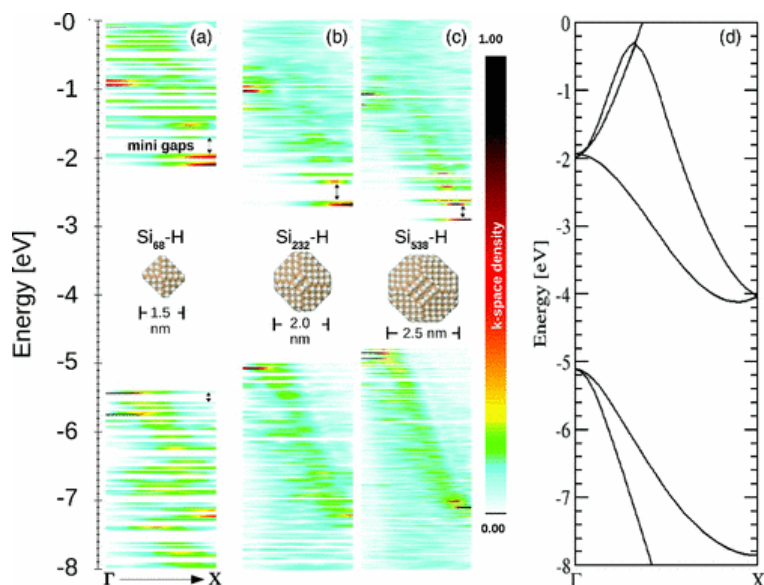 (a)
(b)
(c)
(d)
1.00
0.00
k-space density
Energy [eV]
-0
-1
-2
-3
-4
-5
-6
-7
-8
mini gaps
Si68-H
Si232-H
Si538-H
1.5
nm
2.0
nm
2.5 nm
Γ
X
Energy [eV]
0
-1
-2
-3
-4
-5
-6
-7
-8
Γ
X